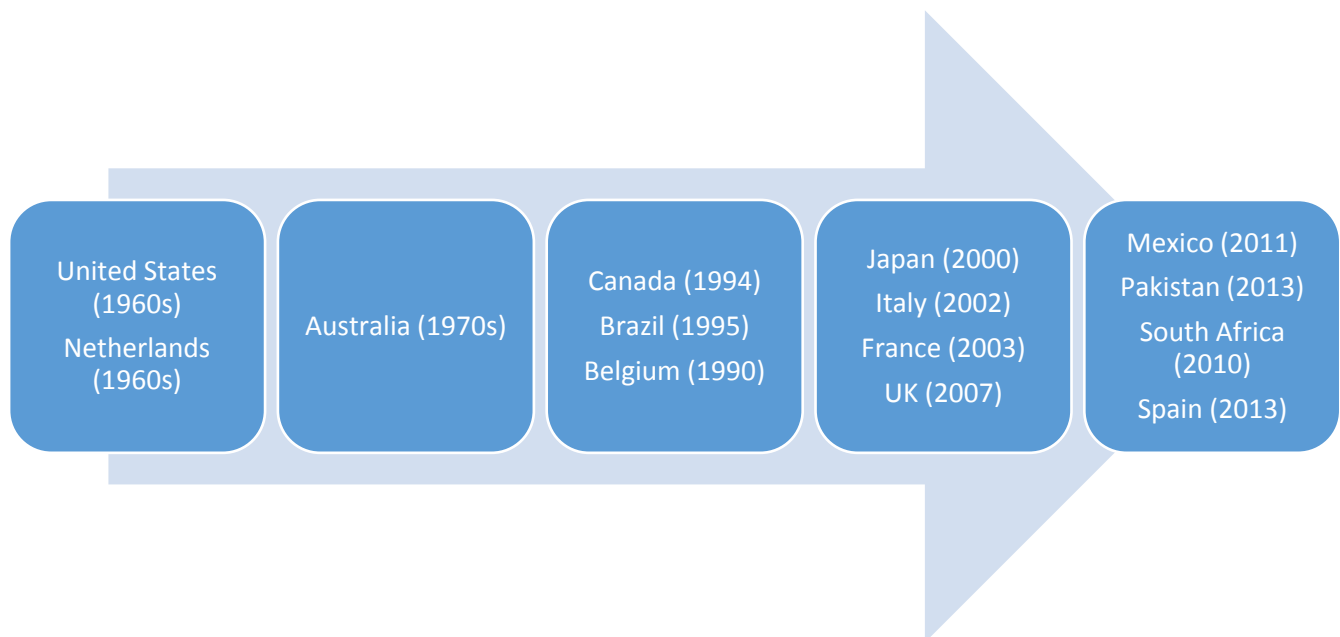 United States
(1960s)
Netherlands
(1960s)
Australia (1970s)
Canada (1994)
Brazil (1995)
Belgium (1990)
Japan (2000)
Italy (2002)
France (2003)
UK (2007)
Mexico (2011)
Pakistan (2013)
South Africa
(2010)
Spain (2013)